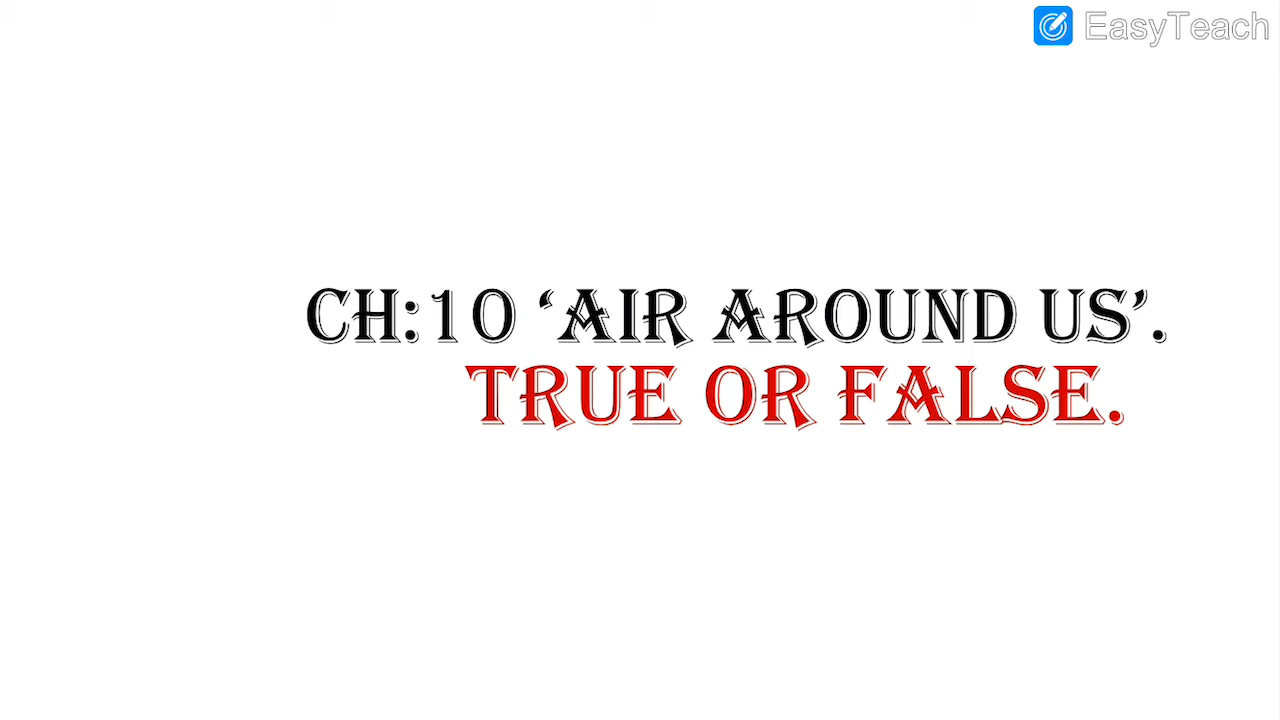 EasyTeach
CH:10 ‘AIR AROUND US’.
TRUE OR FALSE.